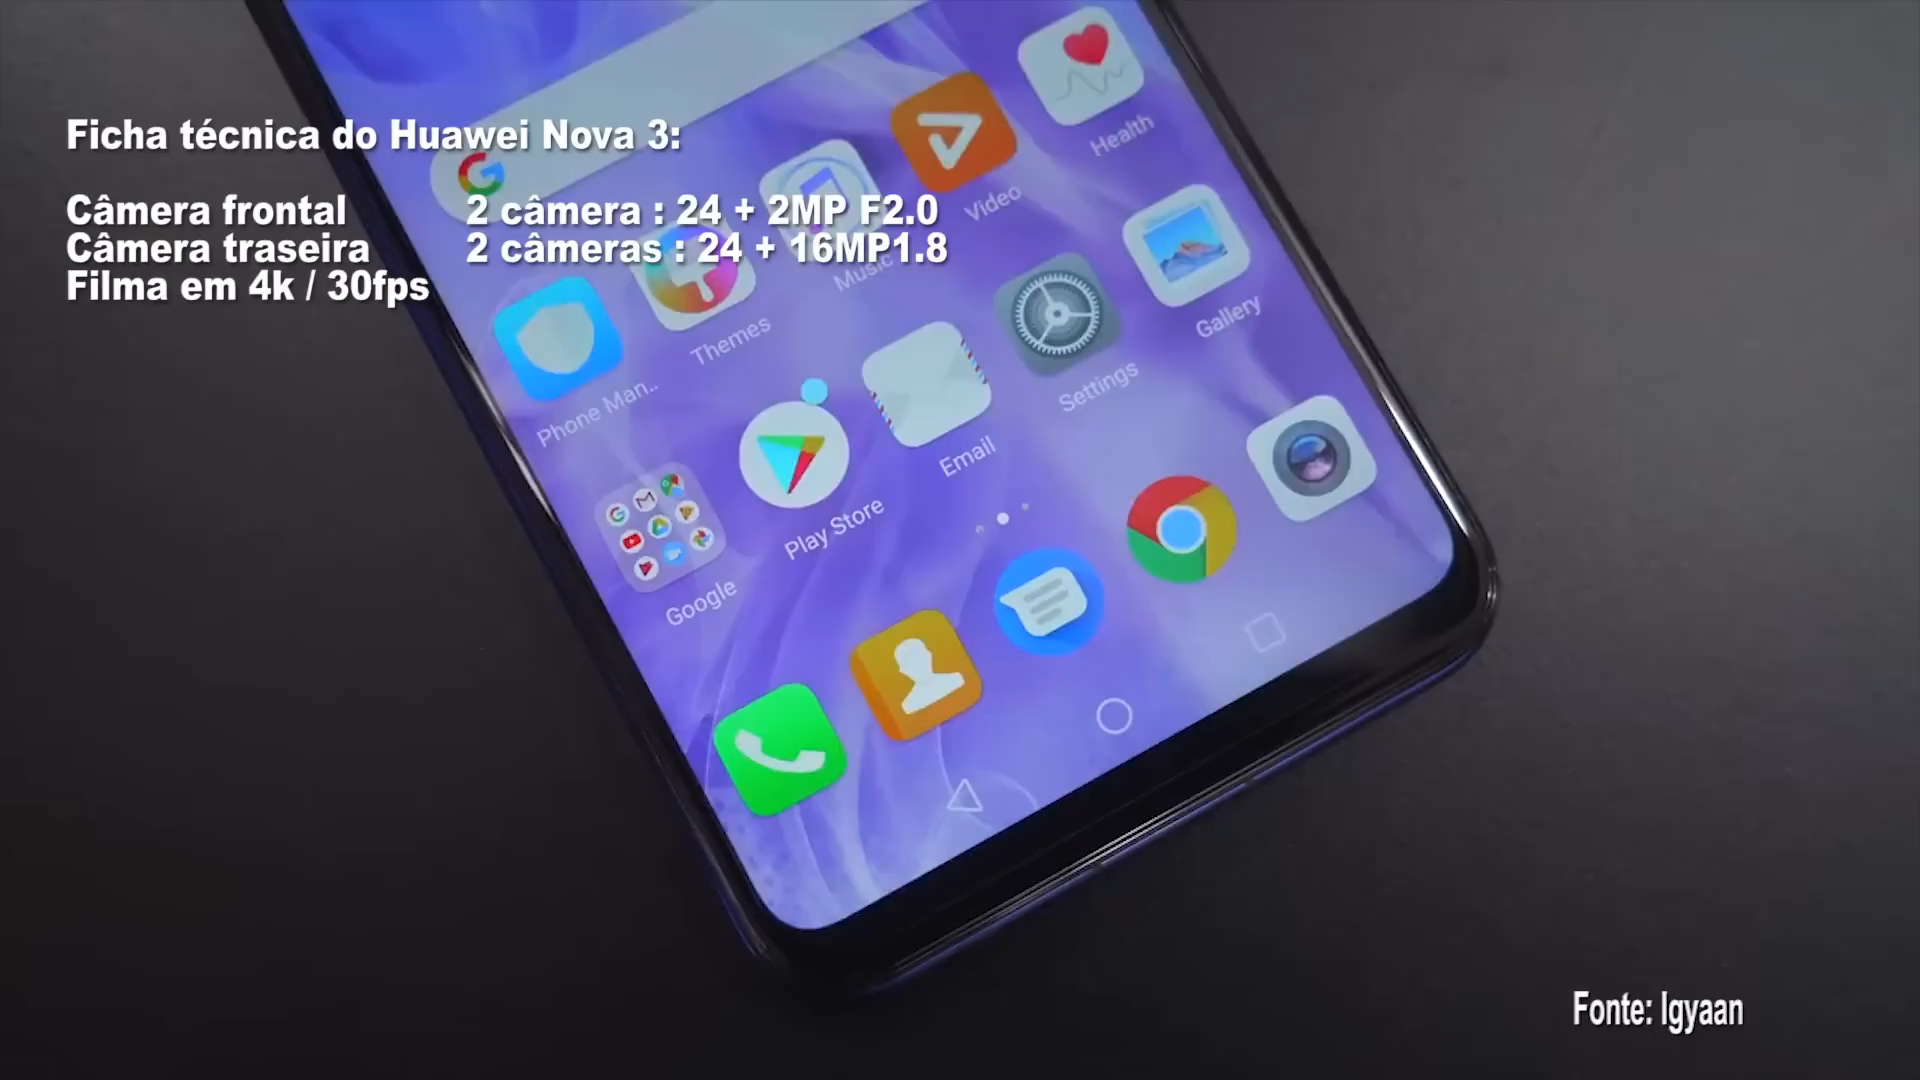 Ficha técnica do Huawei Nova 3:
Câmera frontal 2 câmera : 24 + 2MP F2.0
Câmera traseira 2 câmeras : 24 + 16MP1.8
Filma em 4k / 30fps
Health
Video
Music
Themes
Phone Man..
Gallery
Settings
Email
Play Store
Google
Fonte: Igyaan